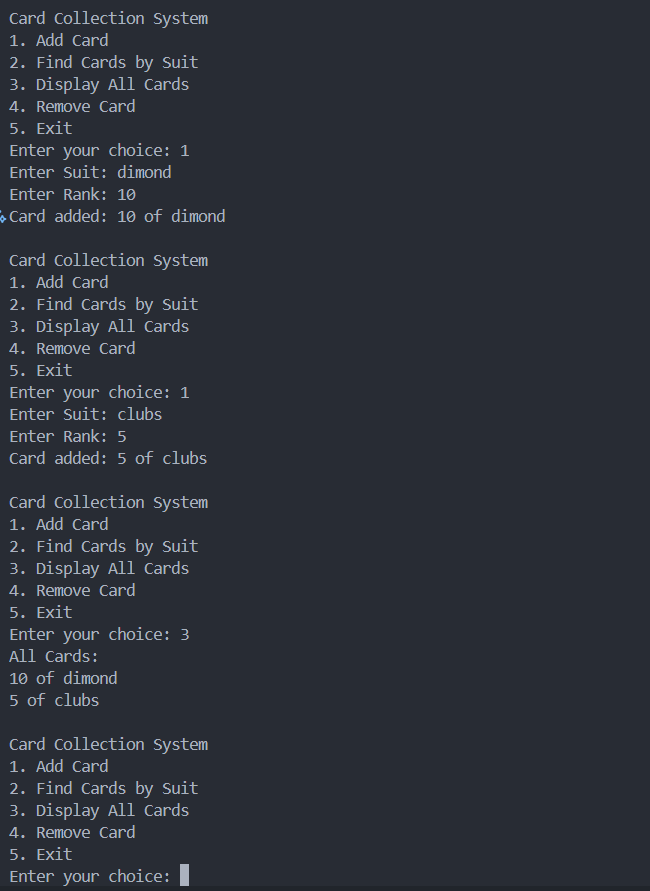 Card Collection System
1. Add Card
2. Find Cards by Suit
3. Display All Cards
4. Remove Card
5. Exit
Enter your choice: 1
Enter Suit: dimond
Enter Rank: 10
Card added: 10 of dimond
Card Collection System
1. Add Card
2. Find Cards by Suit
3. Display All Cards
4. Remove Card
5. Exit
Enter your choice: 1
Enter Suit: clubs
Enter Rank: 5
Card added: 5 of clubs
Card Collection System
1. Add Card
2. Find Cards by Suit
3. Display All Cards
4. Remove Card
5. Exit
Enter your choice: 3
All Cards:
10 of dimond
5 of clubs
Card Collection System
1. Add Card
2. Find Cards by Suit
3. Display All Cards
4. Remove Card
5. Exit
Enter your choice: